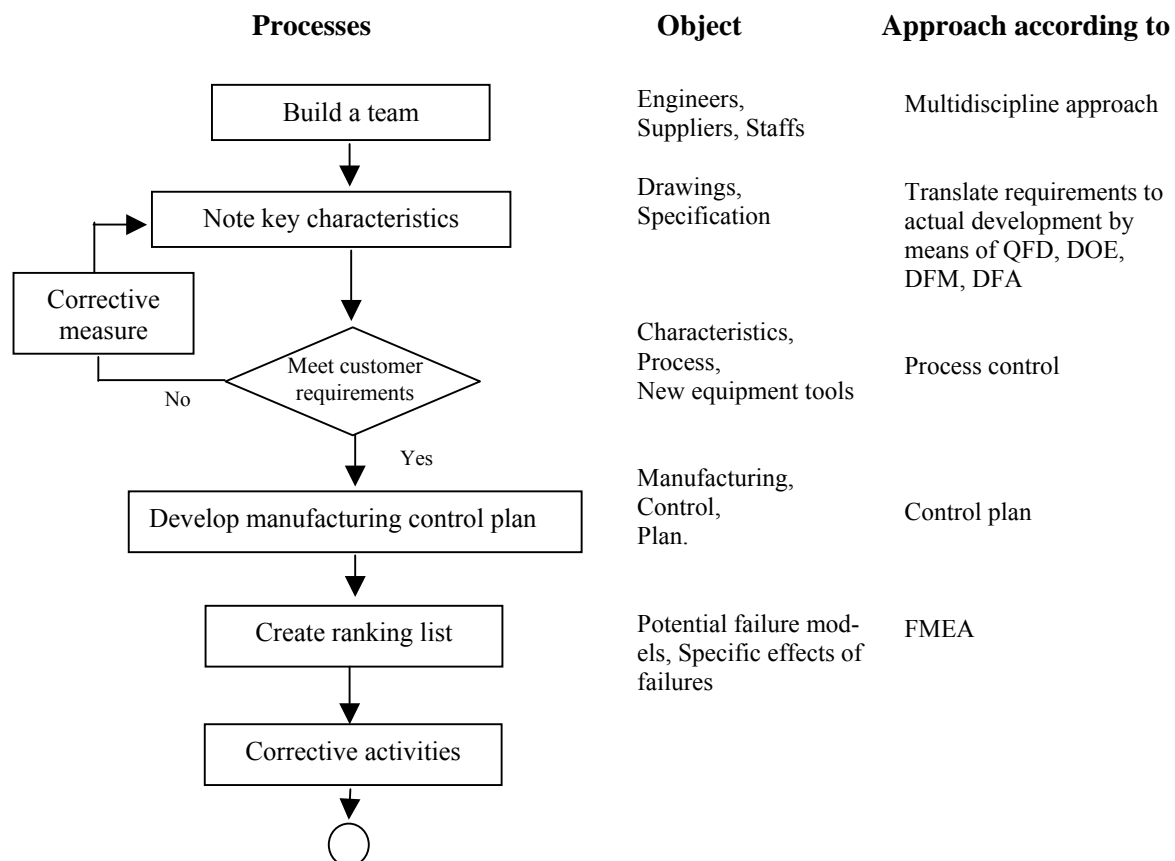 Processes
Object
Approach according to
Build a team
Engineers,
Suppliers, Staffs
Multidiscipline approach
Note key characteristics
Drawings,
Specification
Translate requirements to
actual development by
means of QFD, DOE,
DFM, DFA
Corrective
measure
Meet customer
requirements
No
Yes
Characteristics,
Process,
New equipment tools
Process control
Develop manufacturing control plan
Manufacturing,
Control,
Plan.
Control plan
Create ranking list
Potential failure mod-
els, Specific effects of
failures
FMEA
Corrective activities